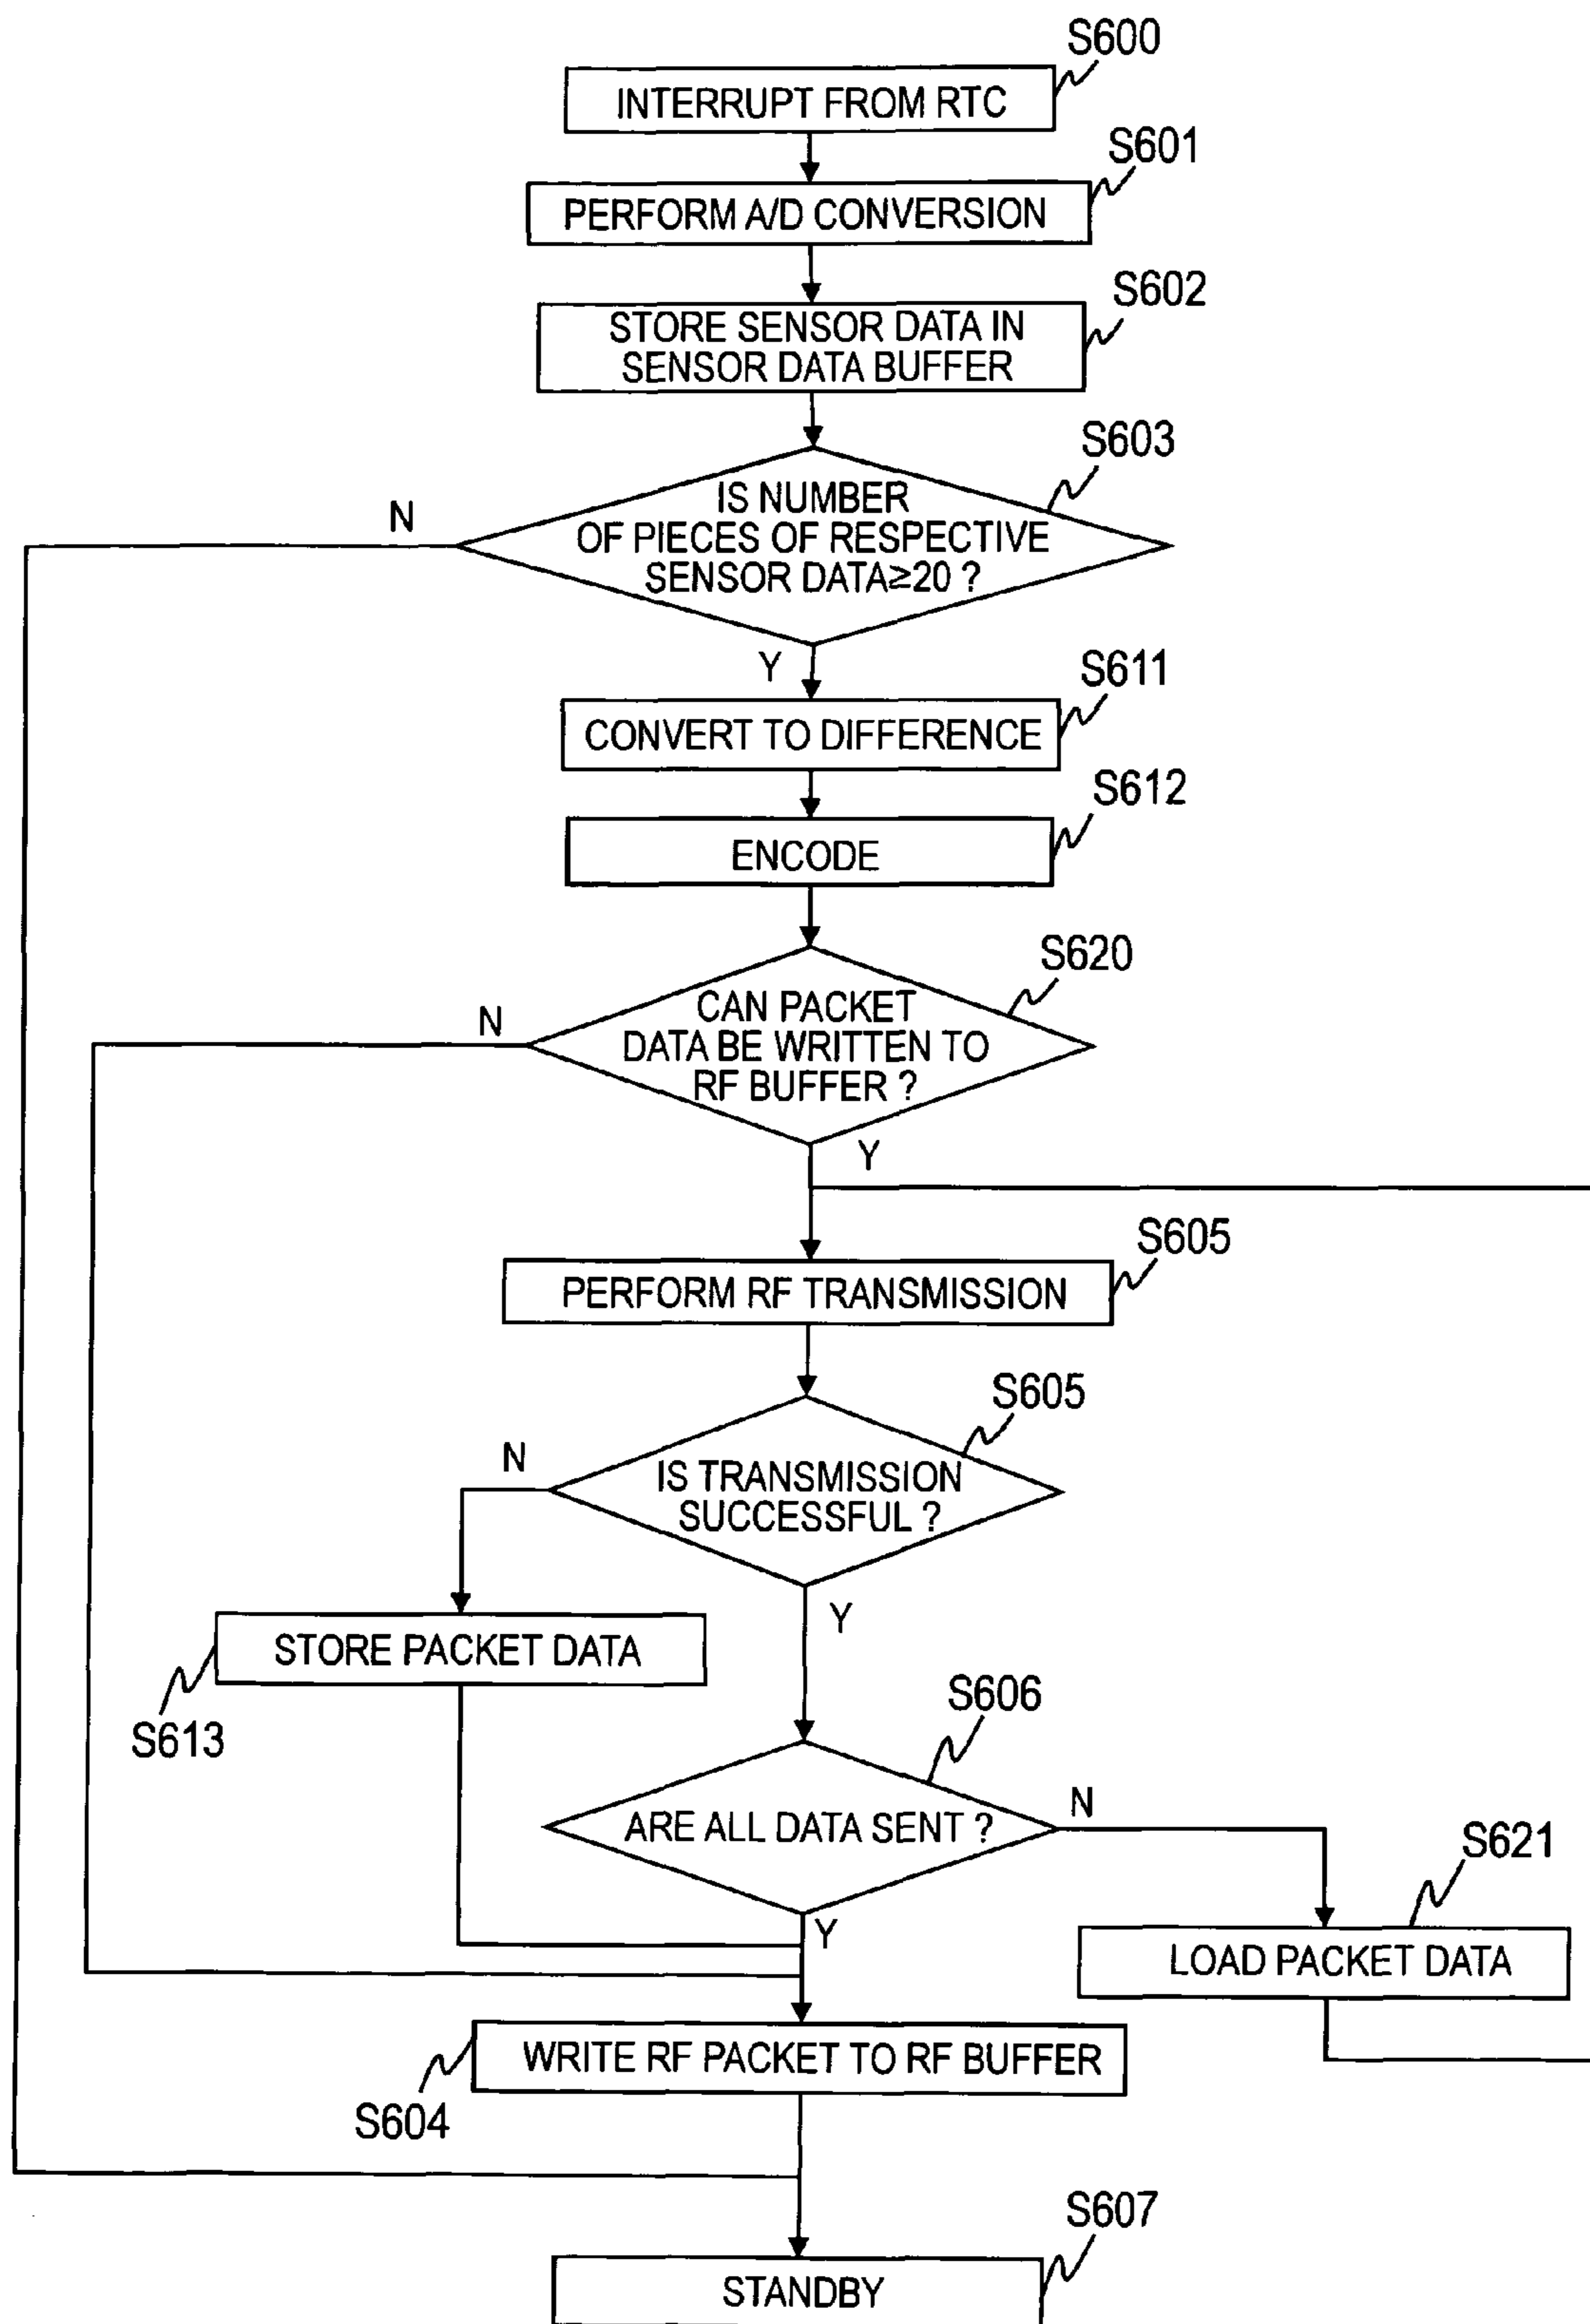 S600
INTERRUPT FROM RTC
S601
PERFORM A/D CONVERSION
S602
STORE SENSOR DATA IN
SENSOR DATA BUFFER
S603
IS NUMBER
OF PIECES OF RESPECTIVE
SENSOR DATA≥20 ?
N
Y
S611
CONVERT TO DIFFERENCE
S612
ENCODE
S620
CAN PACKET
DATA BE WRITTEN TO
RF BUFFER ?
N
Y
S605
PERFORM RF TRANSMISSION
S605
IS TRANSMISSION
SUCCESSFUL ?
N
Y
STORE PACKET DATA
S613
S606
ARE ALL DATA SENT ?
N
Y
S621
LOAD PACKET DATA
WRITE RF PACKET TO RF BUFFER
S604
S607
STANDBY